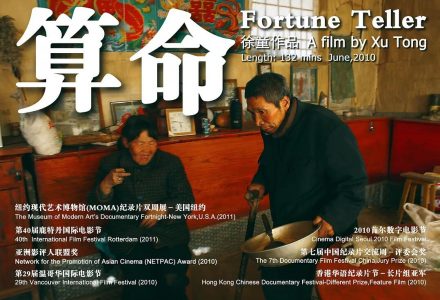 算命
Fortune Teller
徐童作品 A film by Xu Tong
Length: 132 mins June,2010
纽约现代艺术博物馆(MOMA)纪录片双周展－美国纽约
The Museum of Modern Art's Documentary Fortnight-New York,U.S.A.(2011)
第40届鹿特丹国际电影节
40th International Film Festival Rotterdam (2011)
亚洲影评人联盟奖
Network for the Promotion of Asian Cinema (NETPAC) Award (2010)
第29届温哥华国际电影节
29th Vancouver International Film Festival (2010)
2010首尔数字电影节
Cinema Digital Seoul 2010 Film Festival
第七届中国纪录片交流周－评委会奖
The 7th Documentary Film Festival China/Jury Prize (2010)
香港华语纪录片节－长片组亚军
Hong Kong Chinese Documentary Festival-Different Prize,Feature Film (2010)